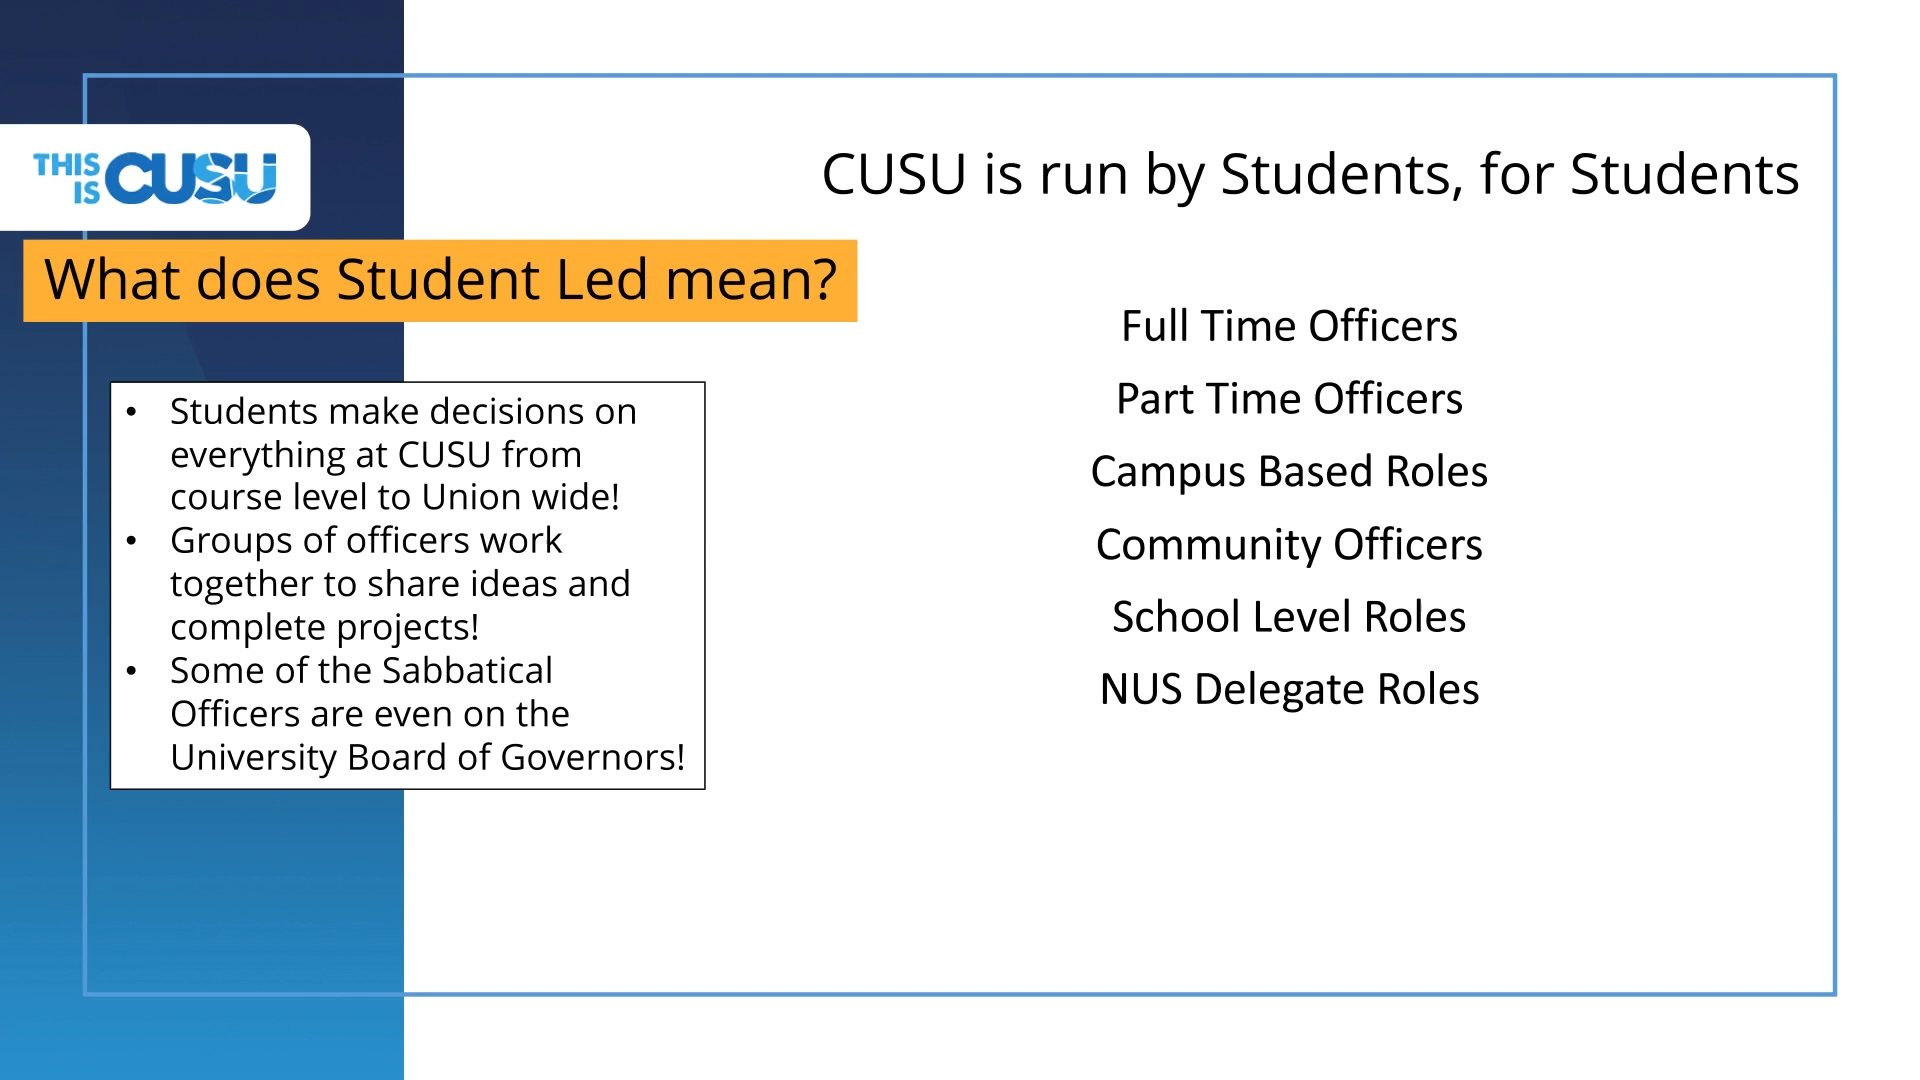 THIS
IS CUSU
CUSU is run by Students, for Students
What does Student Led mean?
• Students make decisions on
everything at CUSU from
course level to Union wide!
• Groups of officers work
together to share ideas and
complete projects!
• Some of the Sabbatical
Officers are even on the
University Board of Governors!
Full Time Officers
Part Time Officers
Campus Based Roles
Community Officers
School Level Roles
NUS Delegate Roles